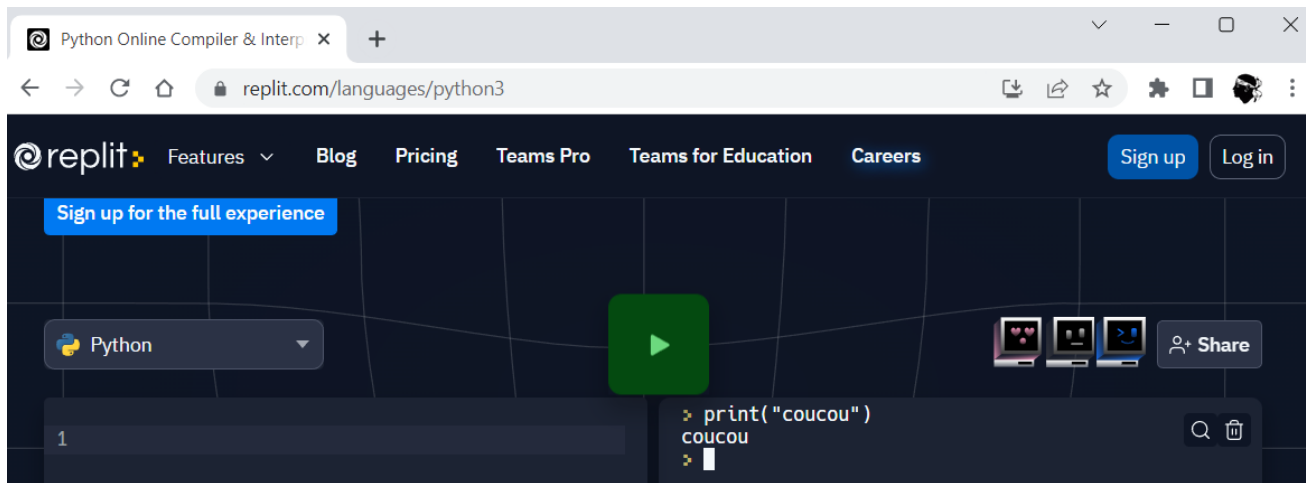 Python Online Compiler & Interp
replit.com/languages/python3
replit Features Blog Pricing Teams Pro Teams for Education Careers Sign up Log in
Sign up for the full experience
Python
Share
1
> print("coucou")
coucou
>